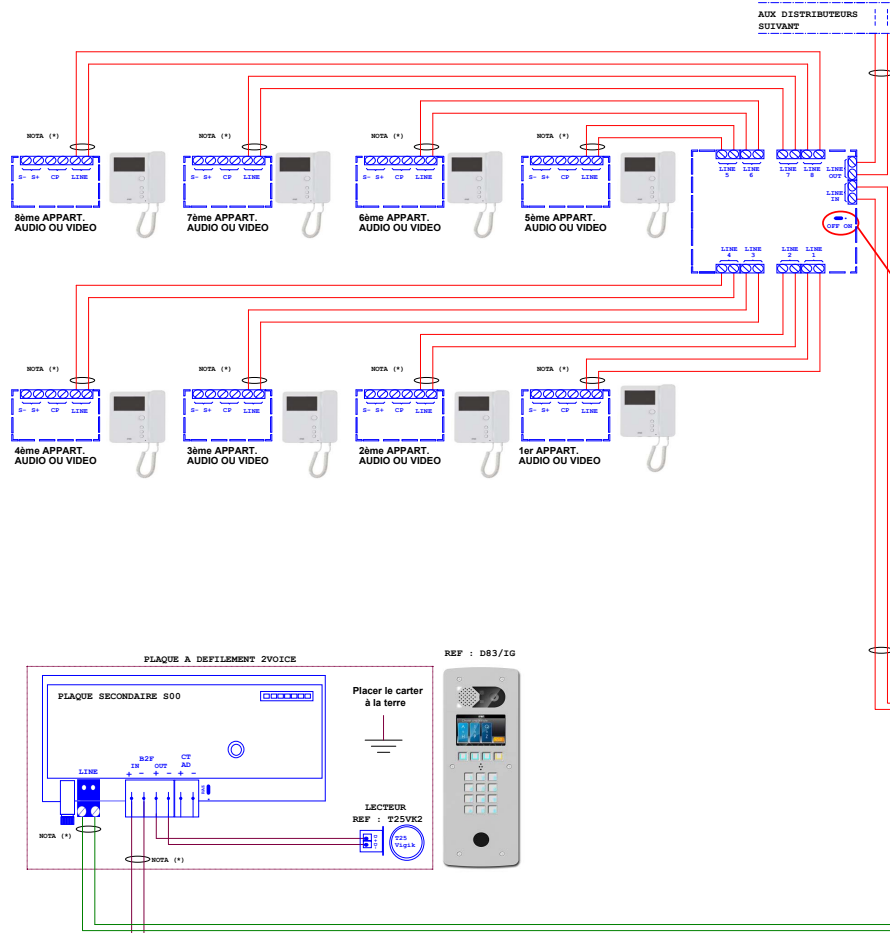 AUX DISTRIBUTEURS
SUIVANT
NOTA (*)
NOTA (*)
NOTA (*)
NOTA (*)
S- S+ CP LINE
S- S+ CP LINE
S- S+ CP LINE
S- S+ CP LINE
8ème APPART.
AUDIO OU VIDEO
7ème APPART.
AUDIO OU VIDEO
6ème APPART.
AUDIO OU VIDEO
5ème APPART.
AUDIO OU VIDEO
LINE
5
LINE
6
LINE
7
LINE
8
LINE
OUT
LINE
IN
OFF ON
LINE
4
LINE
3
LINE
2
LINE
1
NOTA (*)
NOTA (*)
NOTA (*)
NOTA (*)
S- S+ CP LINE
S- S+ CP LINE
S- S+ CP LINE
S- S+ CP LINE
4ème APPART.
AUDIO OU VIDEO
3ème APPART.
AUDIO OU VIDEO
2ème APPART.
AUDIO OU VIDEO
1er APPART.
AUDIO OU VIDEO
PLAQUE A DEFILEMENT 2VOICE
REF : D83/IG
PLAQUE SECONDAIRE S00
Placer le carter
à la terre
LINE
B2F
IN OUT
+ - + -
CT
AD
+ -
LECTEUR
REF : T25VK2
T25
Vigik
NOTA (*)
NOTA (*)